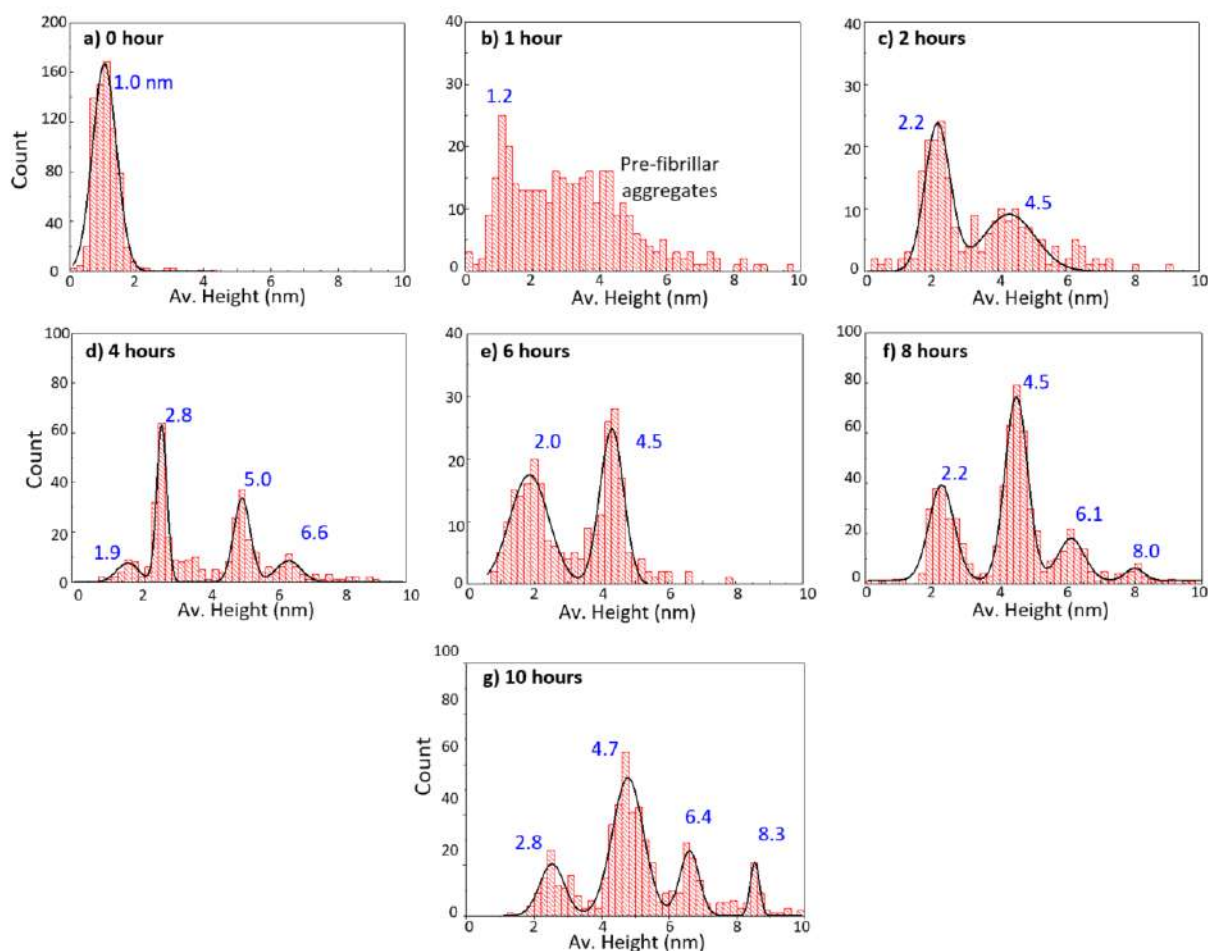 a) 0 hour
1.0 nm
200
160
120
80
40
0
Count
0 2 4 6 8 10
Av. Height (nm)
b) 1 hour
1.2
Pre-fibrillar
aggregates
40
30
20
10
0
0 2 4 6 8 10
Av. Height (nm)
c) 2 hours
2.2
4.5
40
30
20
10
0
0 2 4 6 8 10
Av. Height (nm)
d) 4 hours
1.9
2.8
5.0
6.6
100
80
60
40
20
0
Count
0 2 4 6 8 10
Av. Height (nm)
e) 6 hours
2.0
4.5
40
30
20
10
0
0 2 4 6 8 10
Av. Height (nm)
f) 8 hours
2.2
4.5
6.1
8.0
100
80
60
40
20
0
0 2 4 6 8 10
Av. Height (nm)
g) 10 hours
2.8
4.7
6.4
8.3
100
80
60
40
20
0
Count
0 2 4 6 8 10
Av. Height (nm)